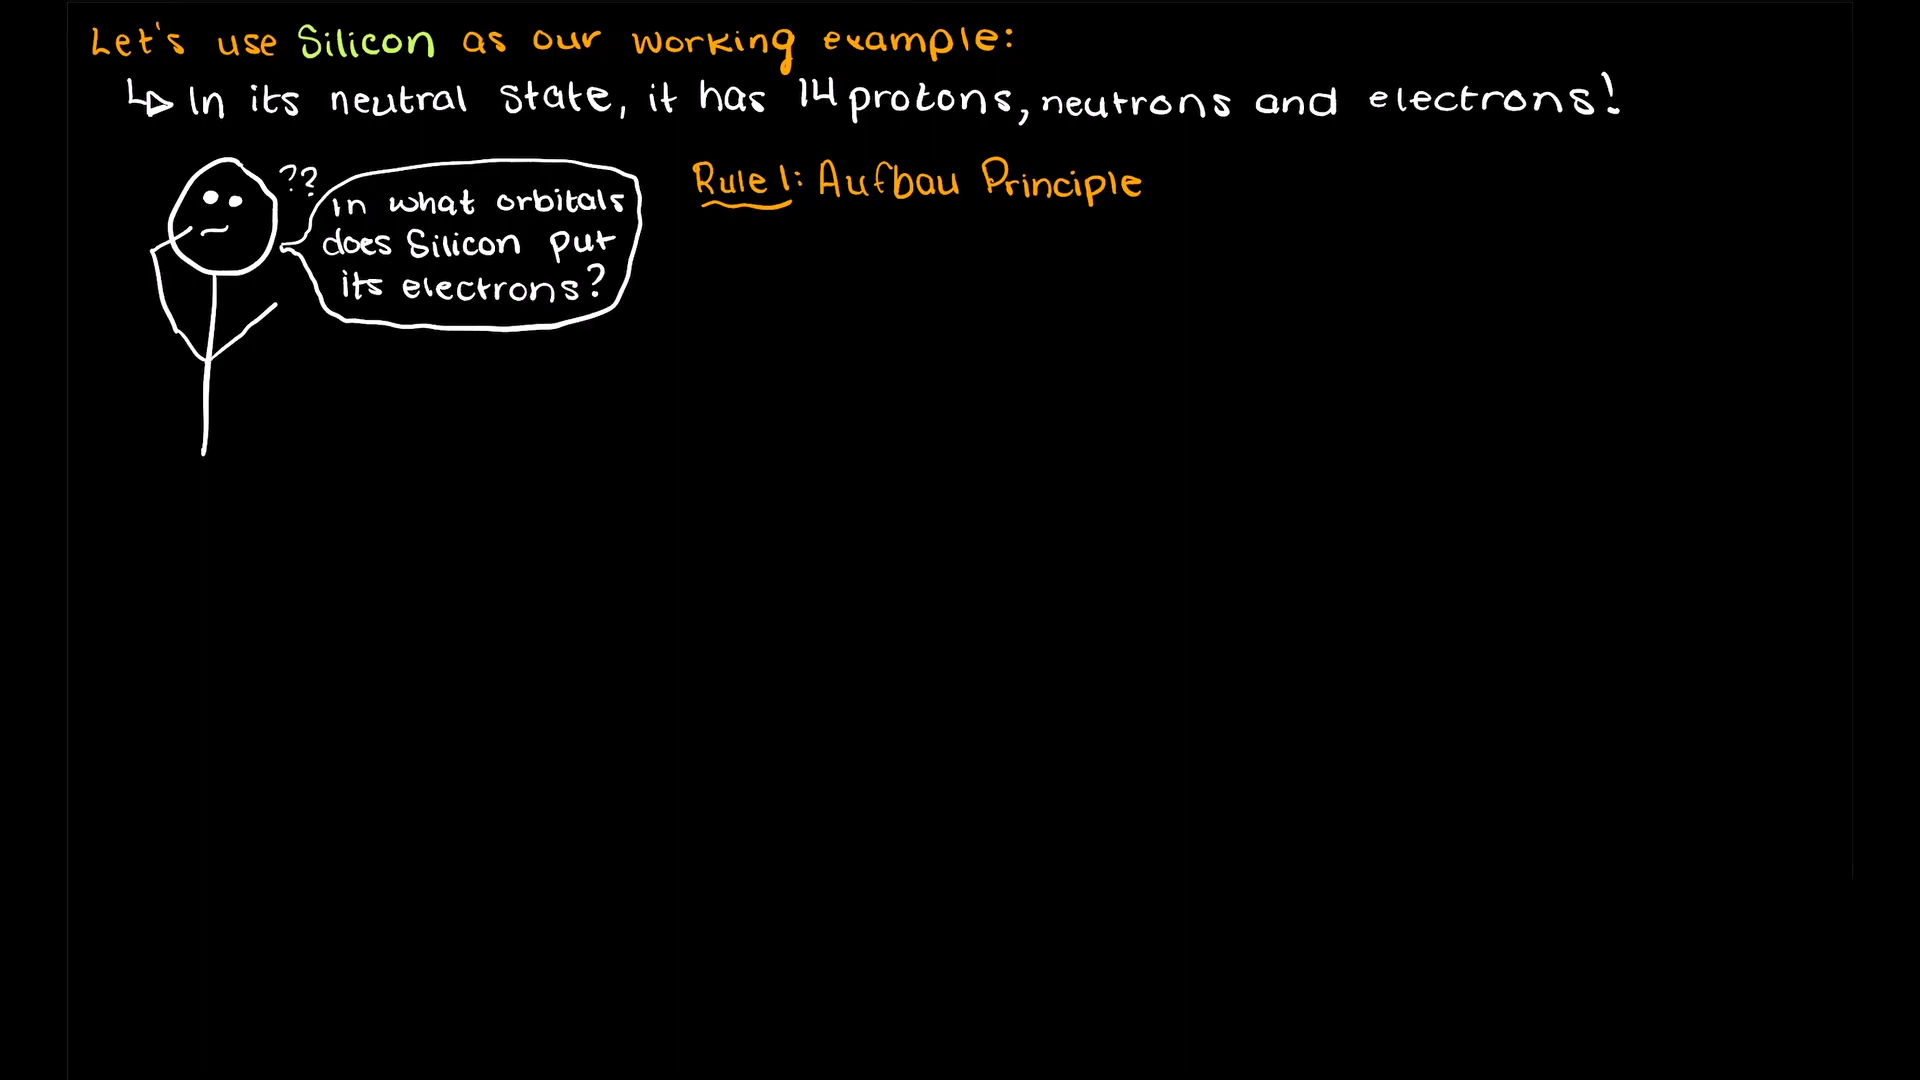 Let's use Silicon as our working example:
In its neutral state, it has 14 protons, neutrons and electrons!
??
In what orbitals
does Silicon put
its electrons?
Rule 1: Aufbau Principle